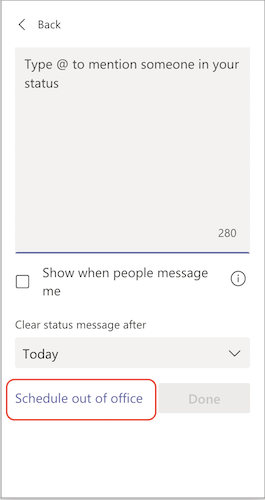 Back
Type @ to mention someone in your
status
280
Show when people message
me
Clear status message after
Today
Schedule out of office
Done